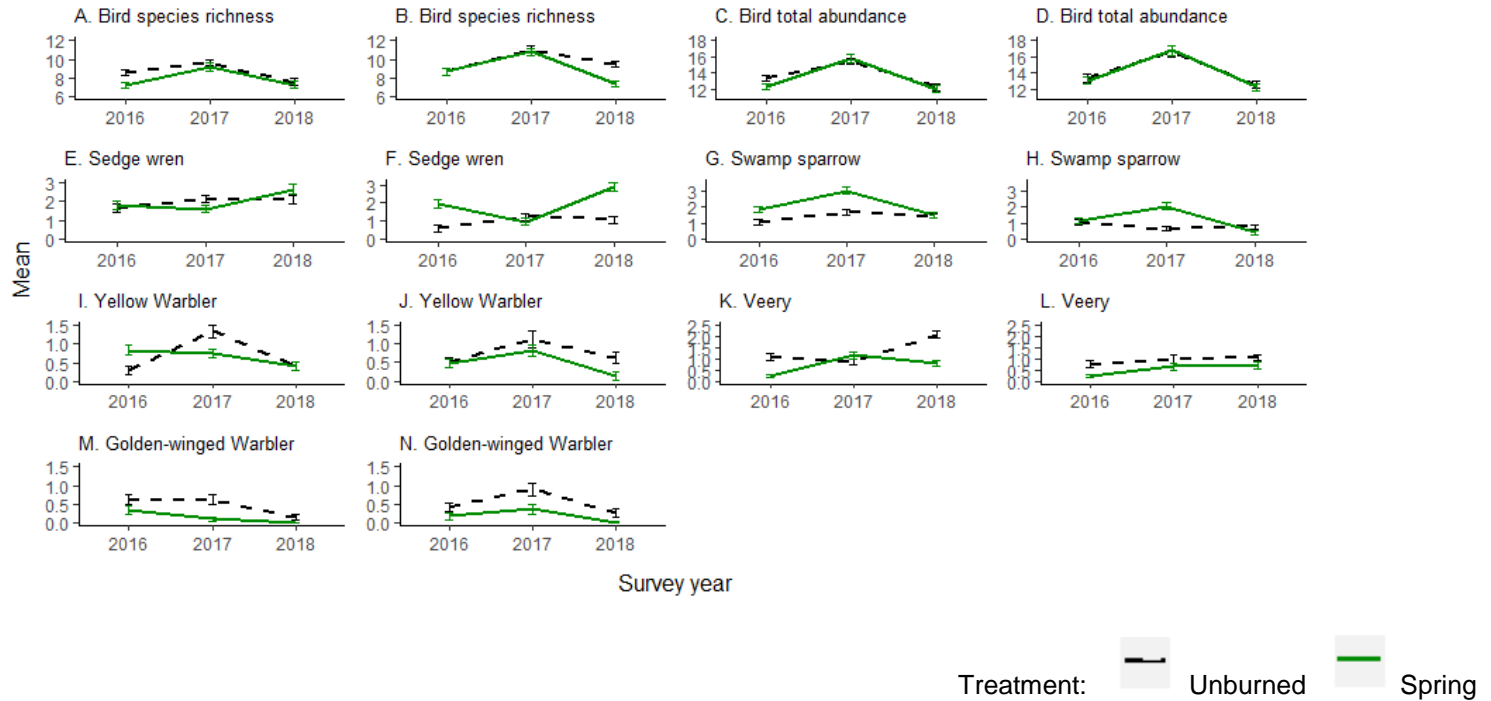 A. Bird species richness
B. Bird species richness
C. Bird total abundance
D. Bird total abundance
12
10
8
6
2016 2017 2018
12
10
8
6
2016 2017 2018
18
16
14
12
2016 2017 2018
18
16
14
12
2016 2017 2018
E. Sedge wren
F. Sedge wren
G. Swamp sparrow
H. Swamp sparrow
3
2
1
0
2016 2017 2018
3
2
1
0
2016 2017 2018
3
2
1
0
2016 2017 2018
3
2
1
0
2016 2017 2018
Mean
I. Yellow Warbler
J. Yellow Warbler
K. Veery
L. Veery
1.5
1.0
0.5
0.0
2016 2017 2018
1.5
1.0
0.5
0.0
2016 2017 2018
2.5
2.0
1.5
1.0
0.5
0.0
2016 2017 2018
2.5
2.0
1.5
1.0
0.5
0.0
2016 2017 2018
M. Golden-winged Warbler
N. Golden-winged Warbler
1.5
1.0
0.5
0.0
2016 2017 2018
1.5
1.0
0.5
0.0
2016 2017 2018
Survey year
Treatment: Unburned Spring